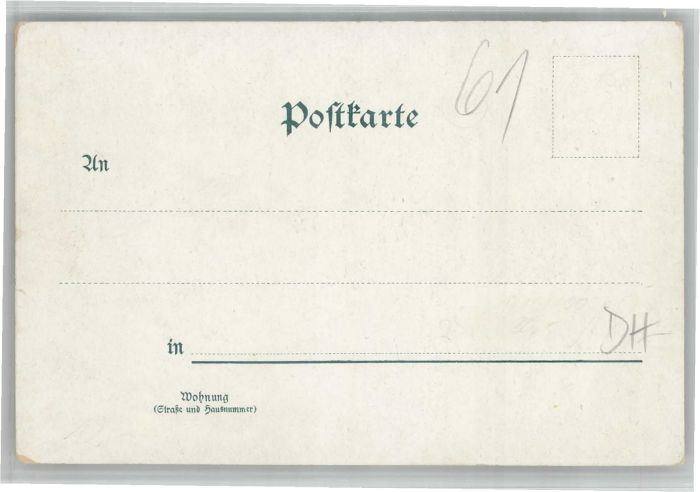 61
Postkarte
An
in
DH
Wohnung
(Straße und Hausnummer)